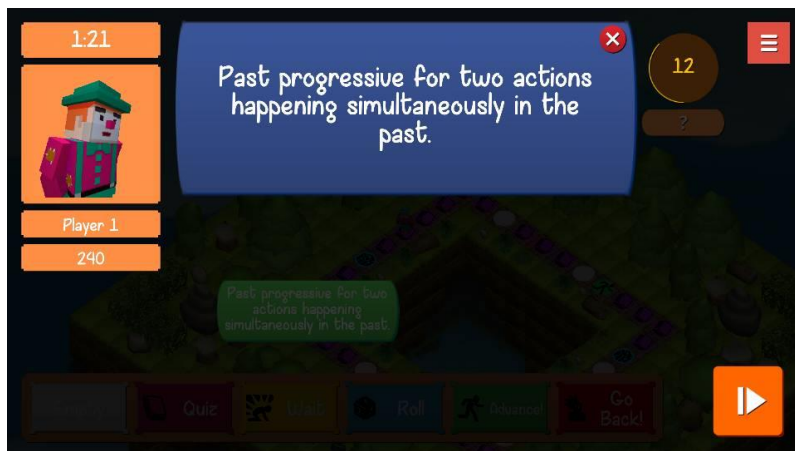 1:21
Past progressive for two actions
happening simultaneously in the
past.
12
?
Player 1
290
Past progressive for two
actions happening
simultaneously in the past.
Quiz
Wait
Roll
Advance!
Go
Back!